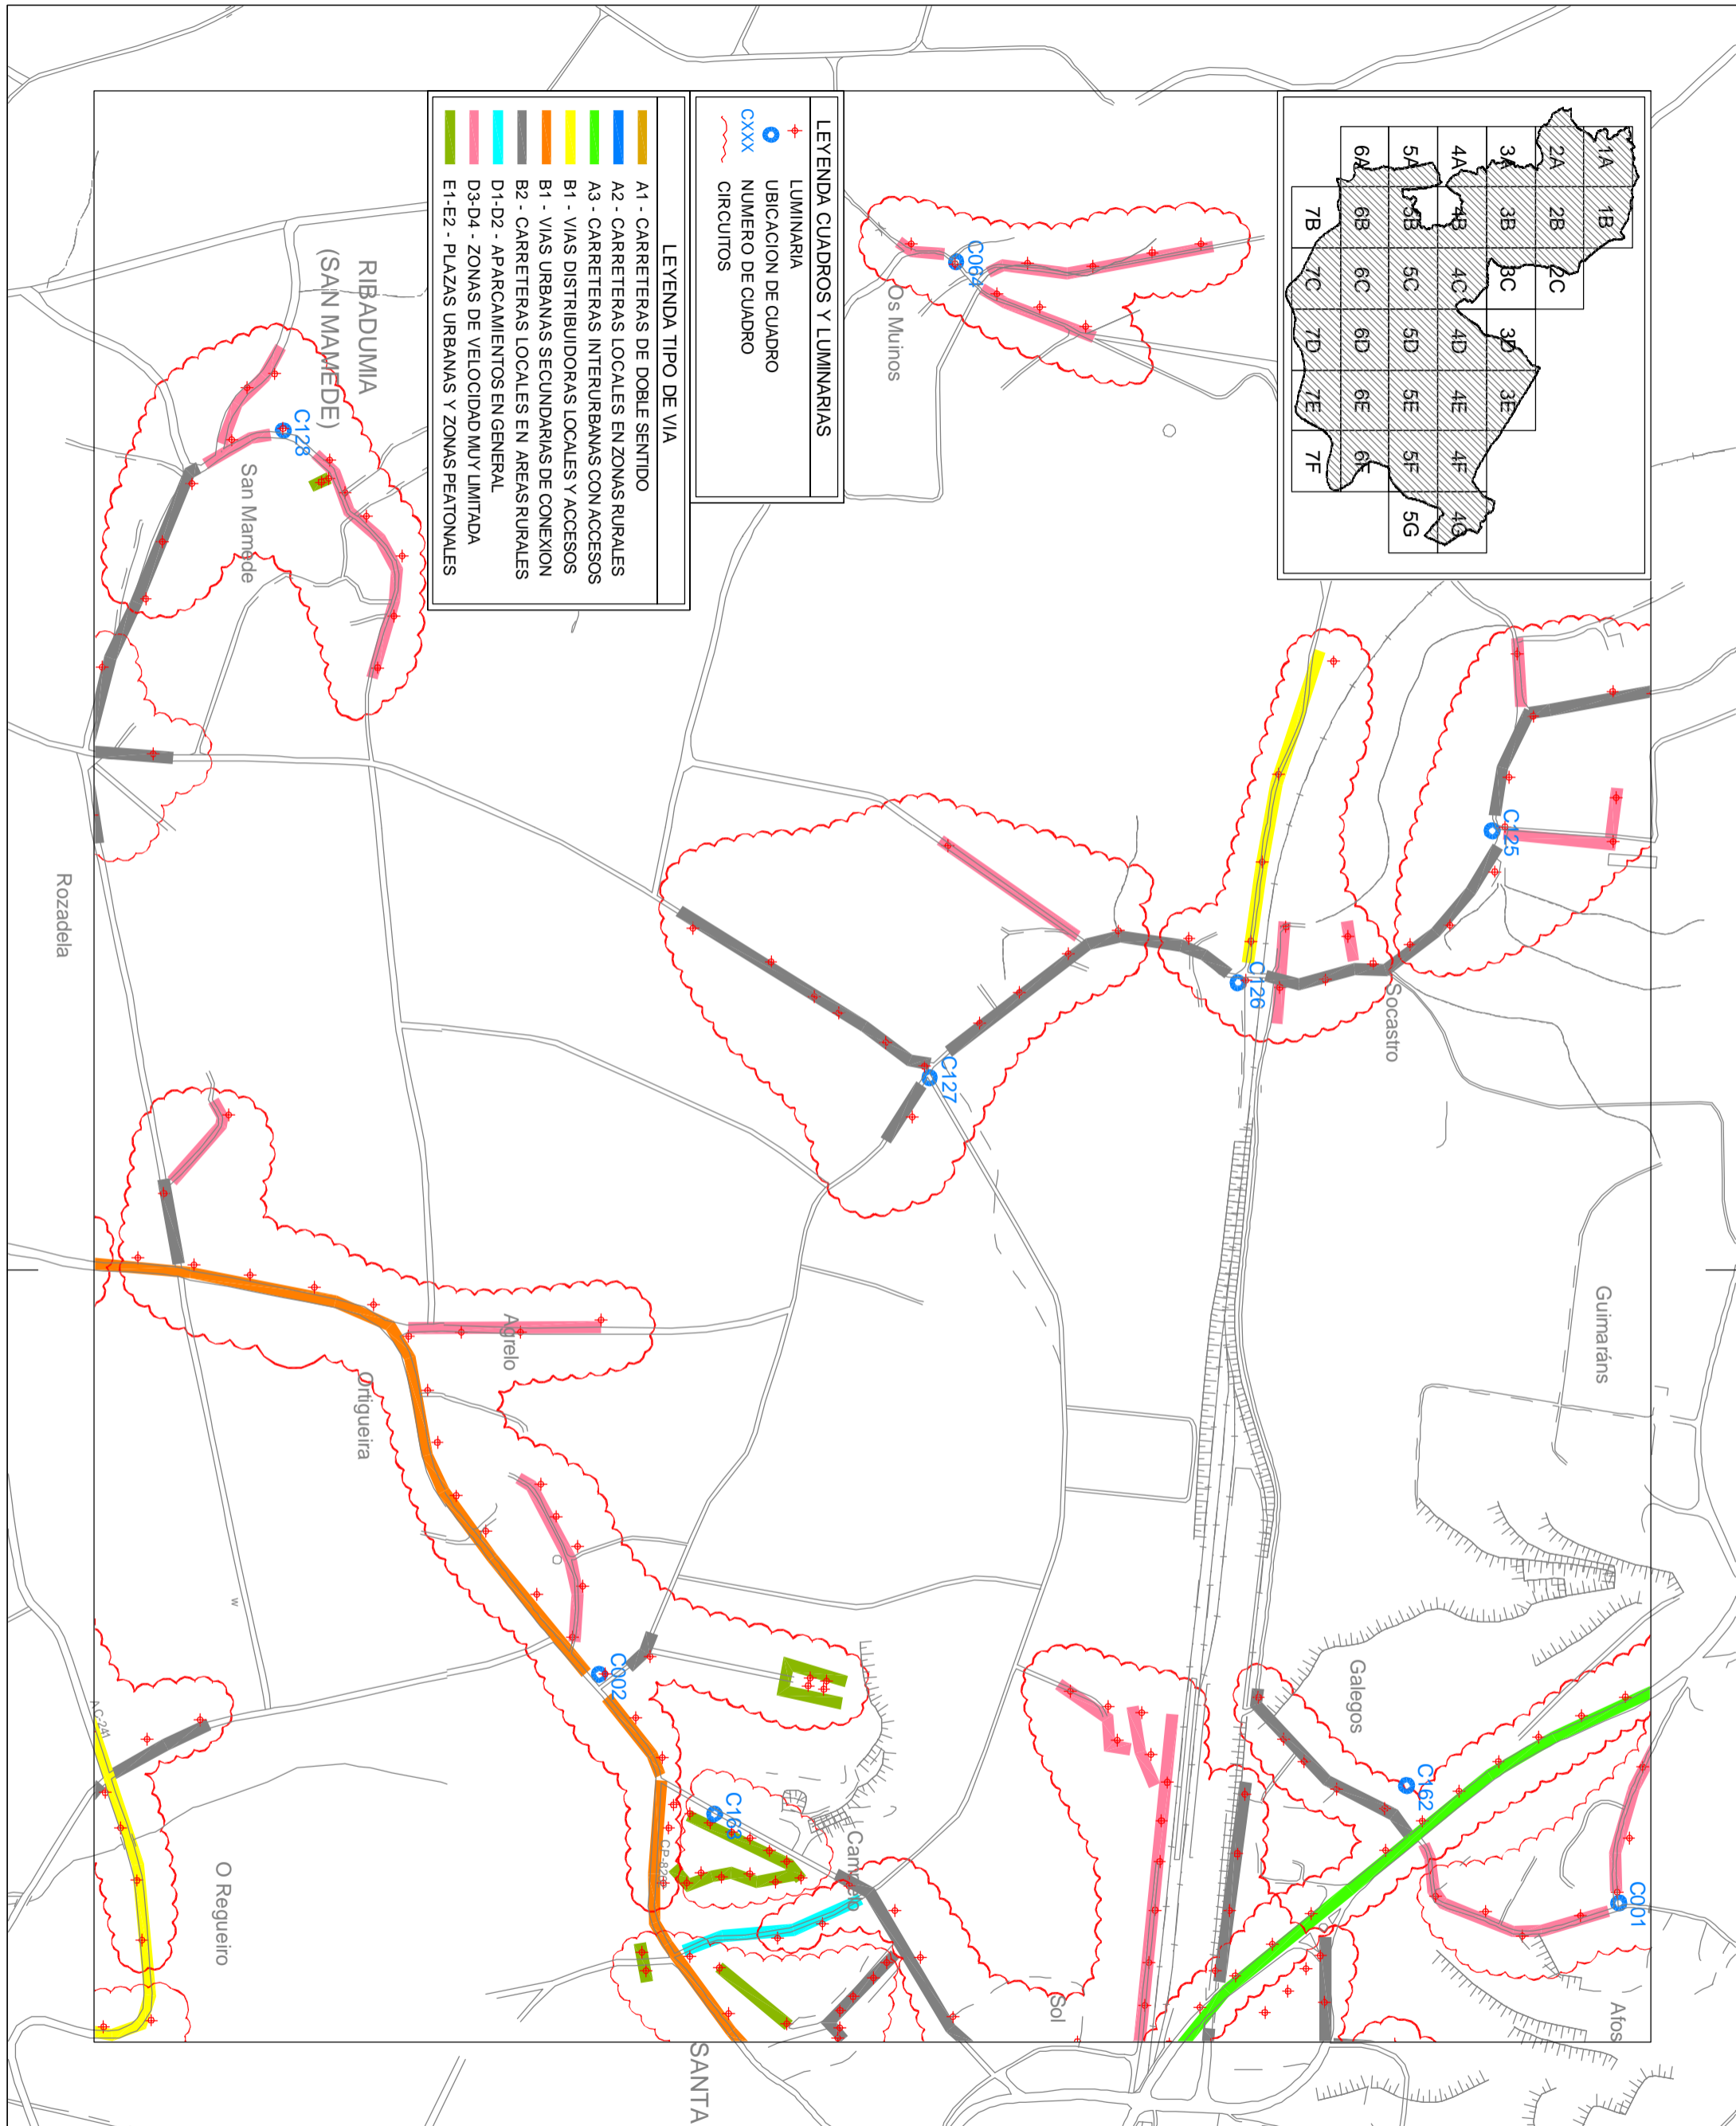 1A 1B
2A 2B 2C
3A 3B 3C 3D 3E
4A 4B 4C 4D 4E 4F 4G
5A 5B 5C 5D 5E 5F 5G
6A 6B 6C 6D 6E 6F
7B 7C 7D 7E 7F
LEYENDA CUADROS Y LUMINARIAS
LUMINARIA
UBICACION DE CUADRO
CXXX NUMERO DE CUADRO
CIRCUITOS
LEYENDA TIPO DE VIA
A1 - CARRETERAS DE DOBLE SENTIDO
A2 - CARRETERAS LOCALES EN ZONAS RURALES
A3 - CARRETERAS INTERURBANAS CON ACCESOS
B1 - VIAS DISTRIBUIDORAS LOCALES Y ACCESOS
B1 - VIAS URBANAS SECUNDARIAS DE CONEXION
B2 - CARRETERAS LOCALES EN AREAS RURALES
D1-D2 - APARCAMIENTOS EN GENERAL
D3-D4 - ZONAS DE VELOCIDAD MUY LIMITADA
E1-E2 - PLAZAS URBANAS Y ZONAS PEATONALES
Afos
C001
Guimaráns
C125
C162
Socastro
Galegos
C126
Sol
C064
C127
Os Muinos
Campelo
C163
SANTA
C002
Agrelo
Ortigueira
RIBADUMIA
(SAN MAMEDE)
C128
San Mamede
O Regueiro
w
AC-241
Rozadela